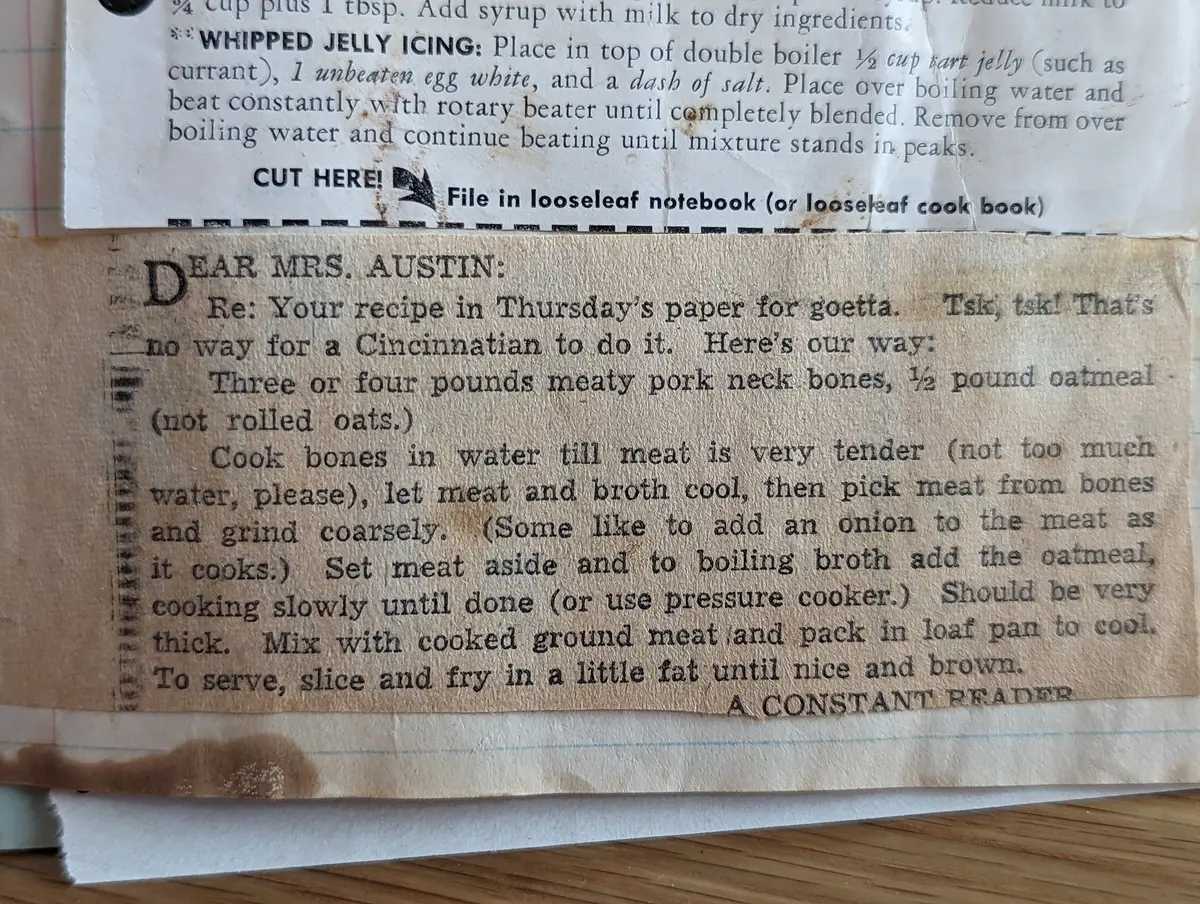 ¾ cup plus 1 tbsp. Add syrup with milk to dry ingredients.
**WHIPPED JELLY ICING: Place in top of double boiler ½ cup tart jelly (such as
currant), 1 unbeaten egg white, and a dash of salt. Place over boiling water and
beat constantly with rotary beater until completely blended. Remove from over
boiling water and continue beating until mixture stands in peaks.
CUT HERE!
File in looseleaf notebook (or looseleaf cook book)
DEAR MRS. AUSTIN:
Re: Your recipe in Thursday's paper for goetta. Tsk, tsk! That's
no way for a Cincinnatian to do it. Here's our way:
Three or four pounds meaty pork neck bones, ½ pound oatmeal
(not rolled oats.)
Cook bones in water till meat is very tender (not too much
water, please), let meat and broth cool, then pick meat from bones
and grind coarsely. (Some like to add an onion to the meat as
it cooks.) Set meat aside and to boiling broth add the oatmeal,
cooking slowly until done (or use pressure cooker.) Should be very
thick. Mix with cooked ground meat and pack in loaf pan to cool.
To serve, slice and fry in a little fat until nice and brown.
A CONSTANT READER